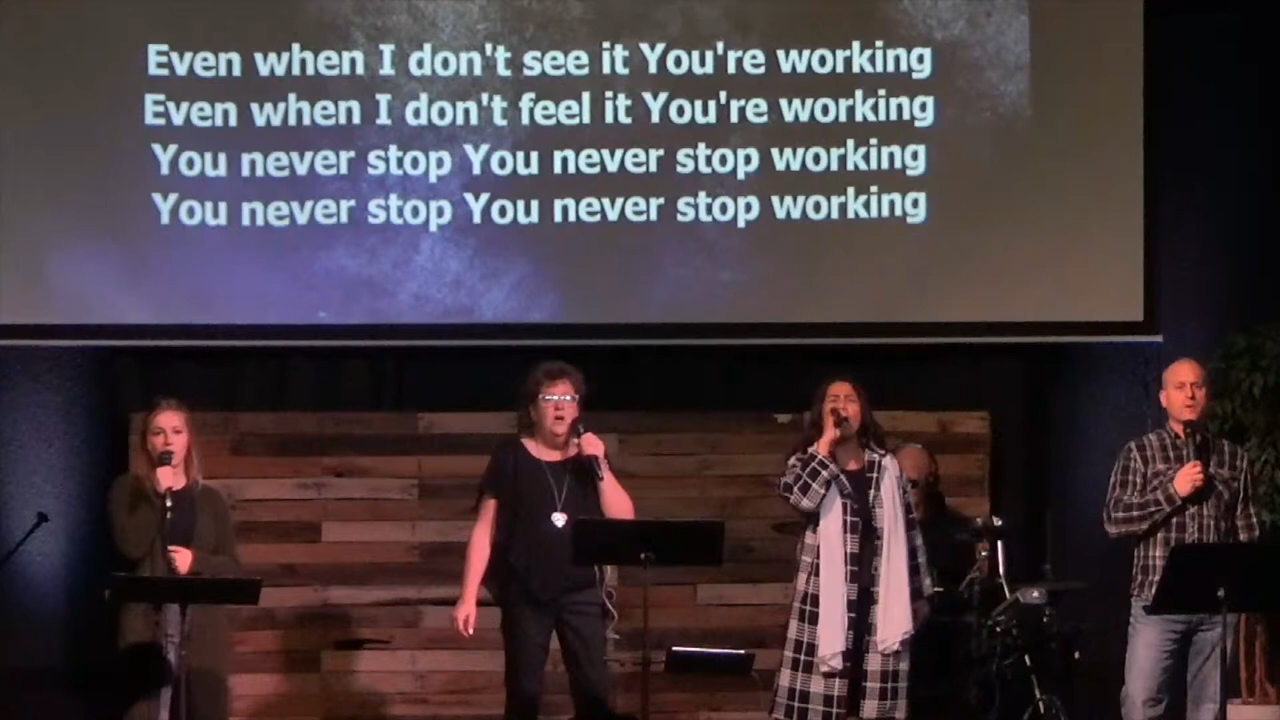 Even when I don't see it You're working
Even when I don't feel it You're working
You never stop You never stop working
You never stop You never stop working